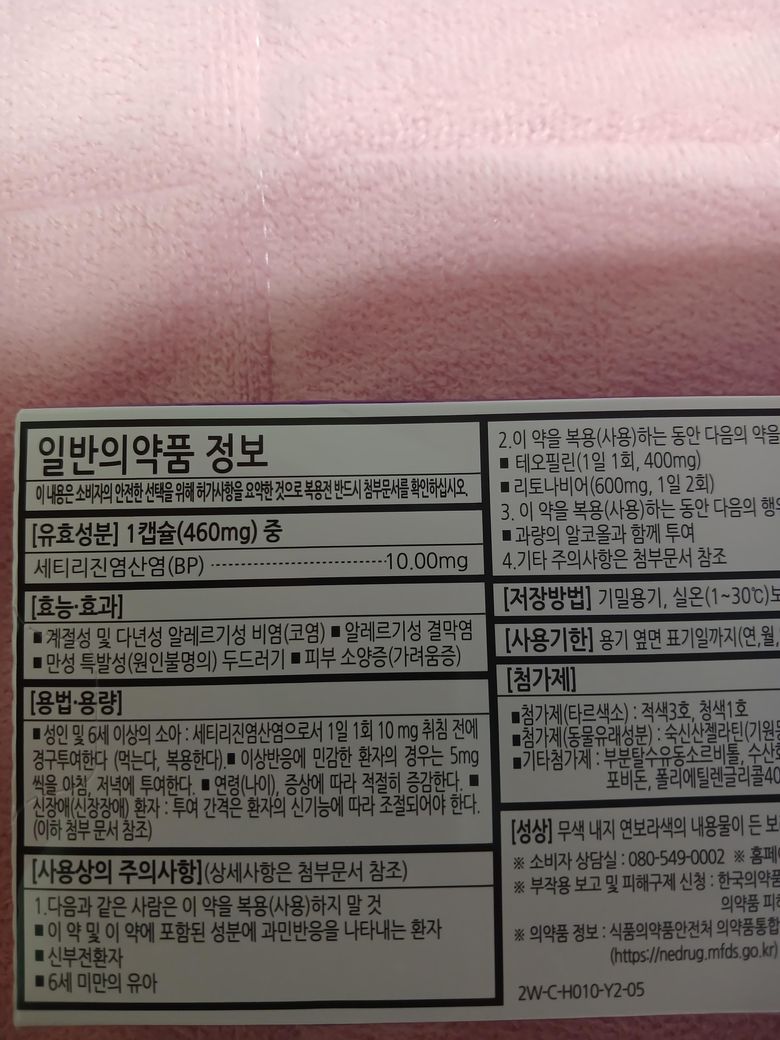 일반의약품 정보
이 내용은 소비자의 안전한 선택을 위해 허가사항을 요약한 것으로 복용전 반드시 첨부문서를 확인하십시오.
[유효성분] 1캡슐(460mg) 중
세티리진염산염(BP) ------------------------10.00mg
[효능·효과]
■ 계절성 및 다년성 알레르기성 비염(코염) ■ 알레르기성 결막염
■ 만성 특발성(원인불명의) 두드러기 ■ 피부 소양증(가려움증)
[용법·용량]
■ 성인 및 6세 이상의 소아 : 세티리진염산염으로서 1일 1회 10 mg 취침 전에
경구투여한다 (먹는다, 복용한다).■ 이상반응에 민감한 환자의 경우는 5mg
씩을 아침, 저녁에 투여한다. ■ 연령(나이), 증상에 따라 적절히 증감한다. ■
신장애(신장장애) 환자 : 투여 간격은 환자의 신기능에 따라 조절되어야 한다.
(이하 첨부 문서 참조)
[사용상의 주의사항](상세사항은 첨부문서 참조)
1.다음과 같은 사람은 이 약을 복용(사용)하지 말 것
■ 이 약 및 이 약에 포함된 성분에 과민반응을 나타내는 환자
■ 신부전환자
■ 6세 미만의 유아
2.이 약을 복용(사용)하는 동안 다음의 약을
■ 테오필린(1일 1회, 400mg)
■ 리토나비어(600mg, 1일 2회)
3. 이 약을 복용(사용)하는 동안 다음의
■ 과량의 알코올과 함께 투여
4.기타 주의사항은 첨부문서 참조
[저장방법] 기밀용기, 실온(1~30℃)보
[사용기한] 용기 옆면 표기일까지(연,월,
[첨가제]
■첨가제(타르색소) : 적색3호, 청색1호
■첨가제(동물유래성분) : 숙신산젤라틴(기원
■기타첨가제 : 부분탈수유동소르비톨, 수산화
포비돈, 폴리에틸렌글리콜40
[성상] 무색 내지 연보라색의 내용물이 든
※ 소비자 상담실 : 080-549-0002 ※ 홈페
※ 부작용 보고 및 피해구제 신청 : 한국의약품
의약품 피
※ 의약품 정보 : 식품의약품안전처 의약품통합
(https://nedrug.mfds.go.kr)
2W-C-H010-Y2-05